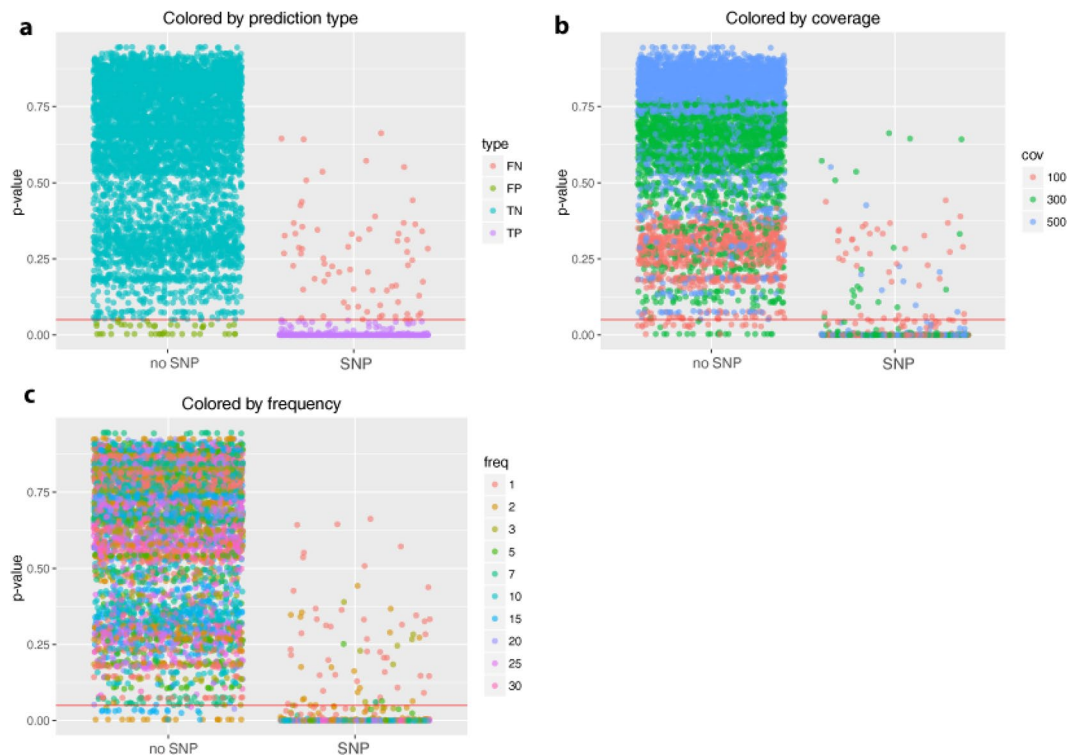 a
Colored by prediction type
p-value
0.75
0.50
0.25
0.00
no SNP
SNP
type
FN
FP
TN
TP
b
Colored by coverage
p-value
0.75
0.50
0.25
0.00
no SNP
SNP
cov
100
300
500
c
Colored by frequency
p-value
0.75
0.50
0.25
0.00
no SNP
SNP
freq
1
2
3
5
7
10
15
20
25
30